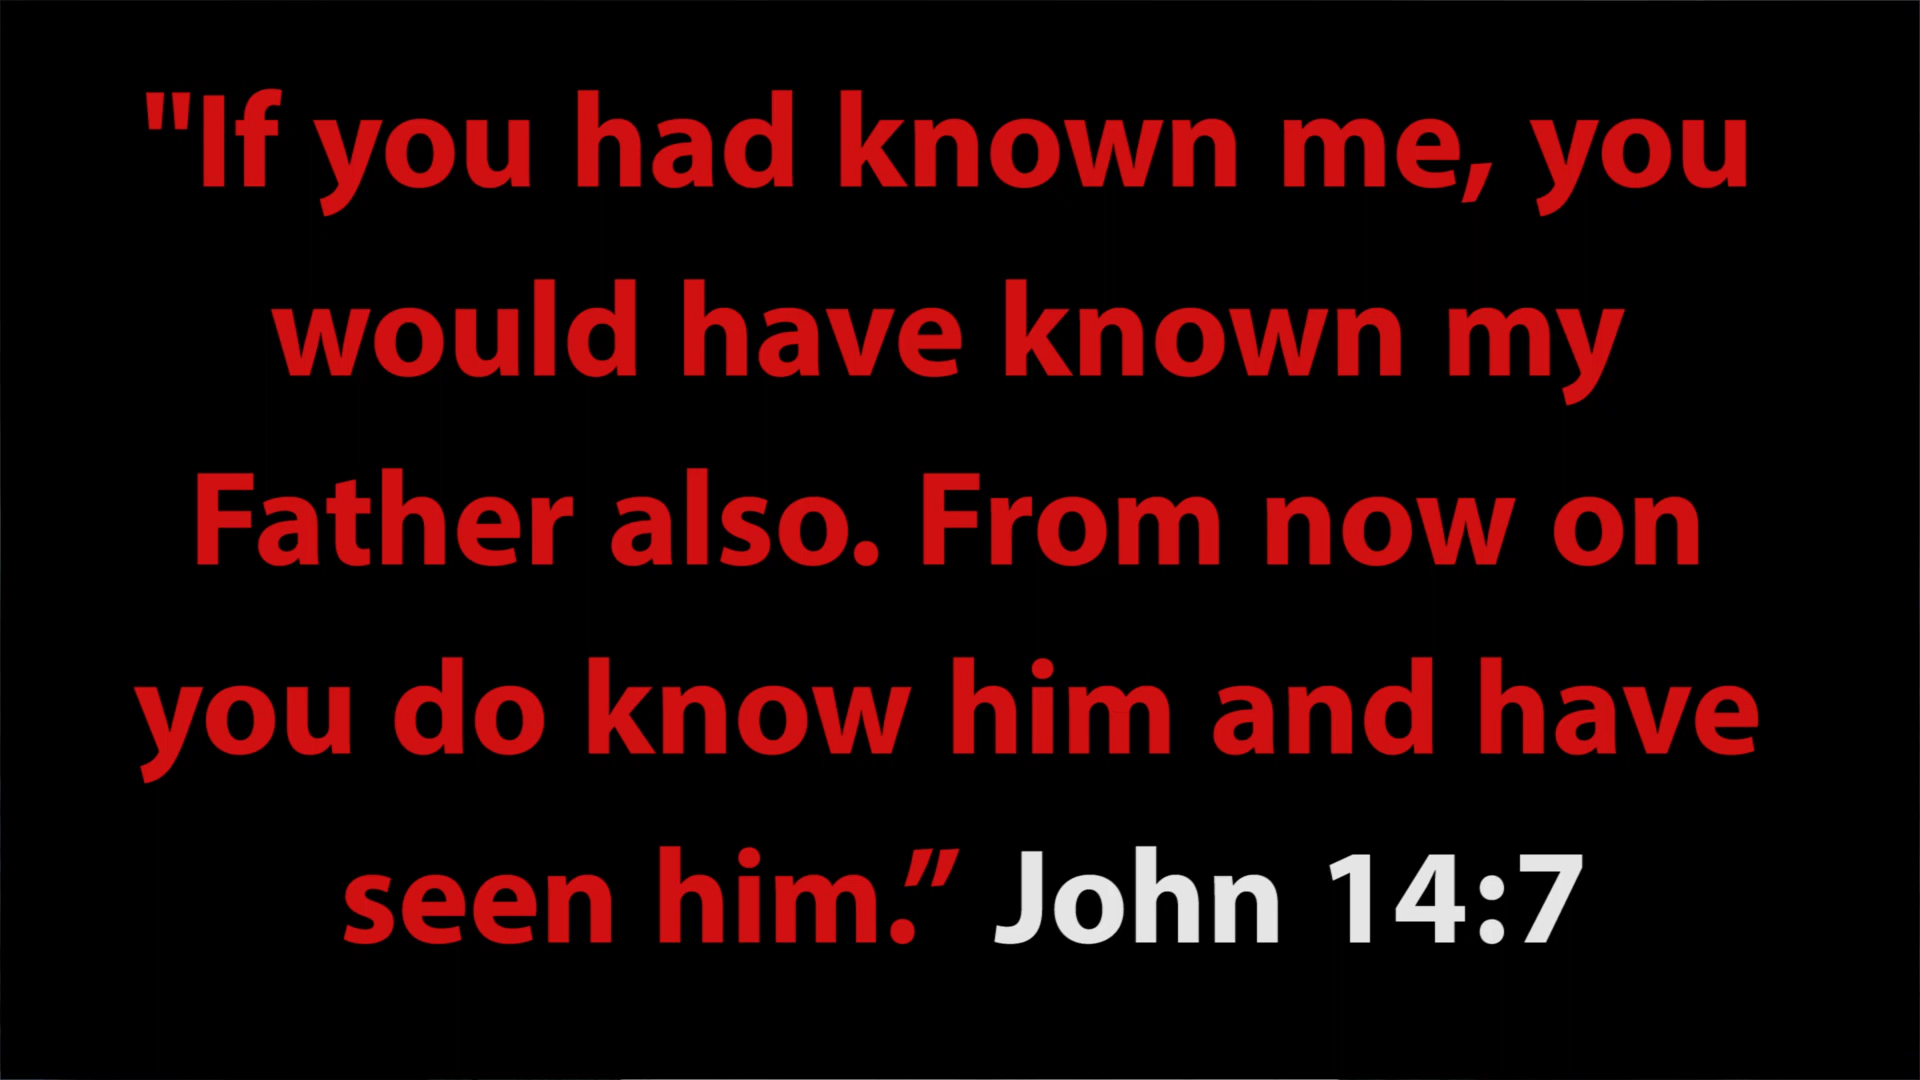 "If you had known me, you
would have known my
Father also. From now on
you do know him and have
seen him.” John 14:7